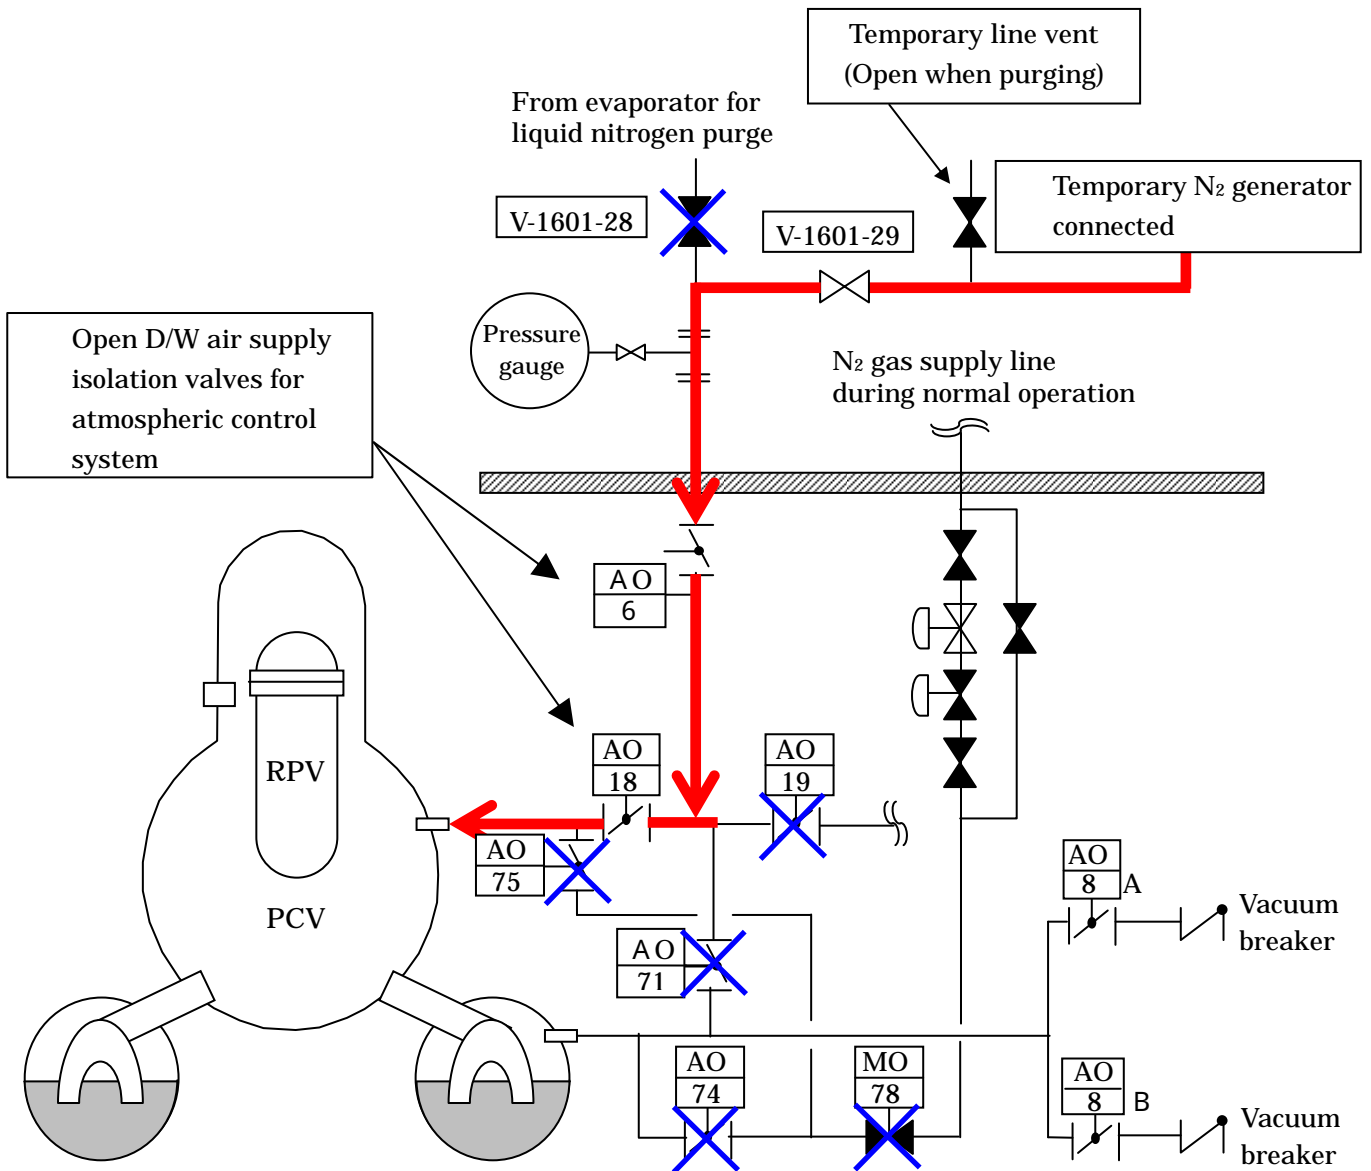 Temporary line vent
(Open when purging)
From evaporator for
liquid nitrogen purge
Temporary N₂ generator
connected
V-1601-28
V-1601-29
Pressure
gauge
Open D/W air supply
isolation valves for
atmospheric control
system
N₂ gas supply line
during normal operation
AO
6
AO
18
AO
19
RPV
AO
75
PCV
AO
8
A
Vacuum
breaker
AO
71
AO
74
MO
78
AO
8
B
Vacuum
breaker